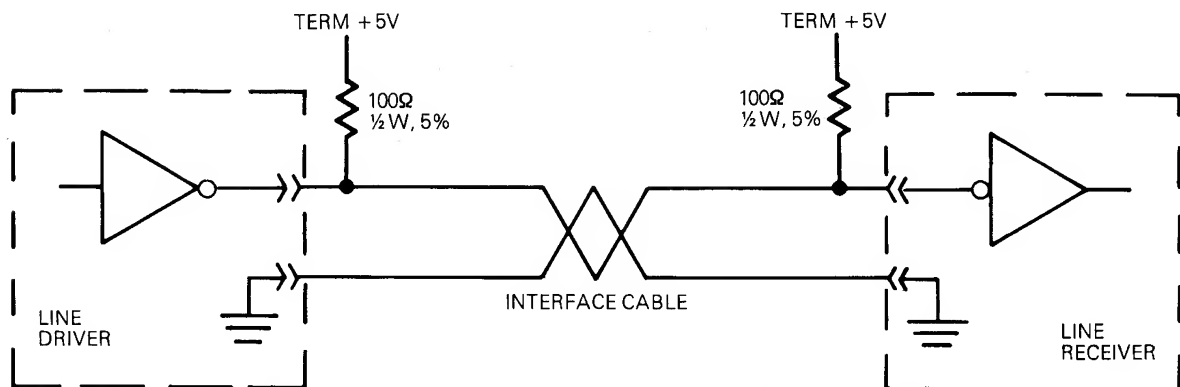 TERM +5V
100Ω
½W, 5%
TERM +5V
100Ω
½W, 5%
LINE
DRIVER
INTERFACE CABLE
LINE
RECEIVER